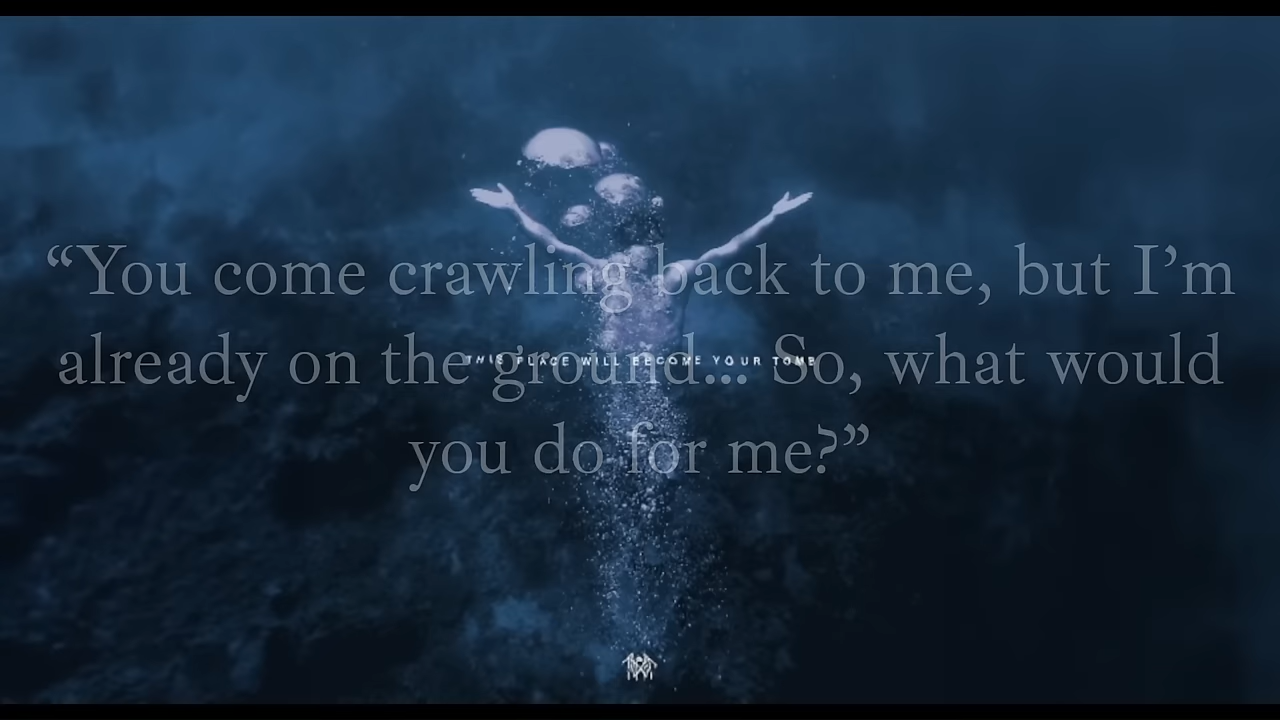 “You come crawling back to me, but I’m
already on the ground... So, what would
THIS PLACE WILL BECOME YOUR TOMB
you do for me?”